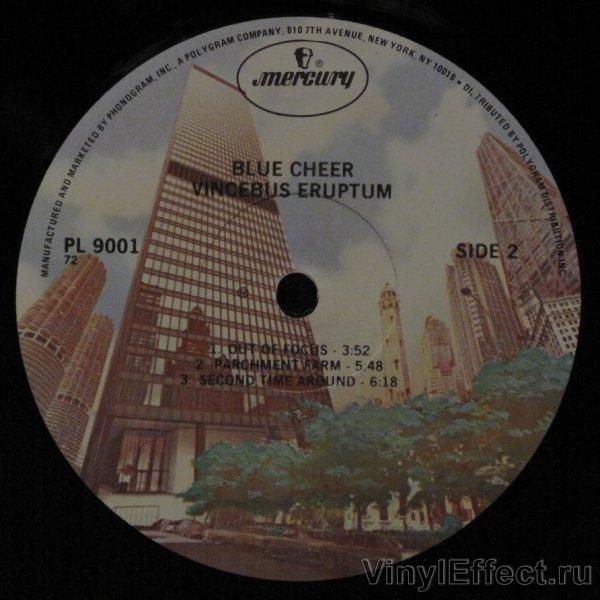 MANUFACTURED AND MARKETED BY PHONOGRAM, INC., A POLYGRAM COMPANY, 810 7TH AVENUE, NEW YORK, NY 10019 • DISTRIBUTED BY POLYGRAM DISTRIBUTION, INC.
mercury
®
BLUE CHEER
VINCEBUS ERUPTUM
PL 9001
72
SIDE 2
℗
1. OUT OF FOCUS - 3:52
2. PARCHMENT FARM - 5:48
3. SECOND TIME AROUND - 6:18
VinylEffect.ru